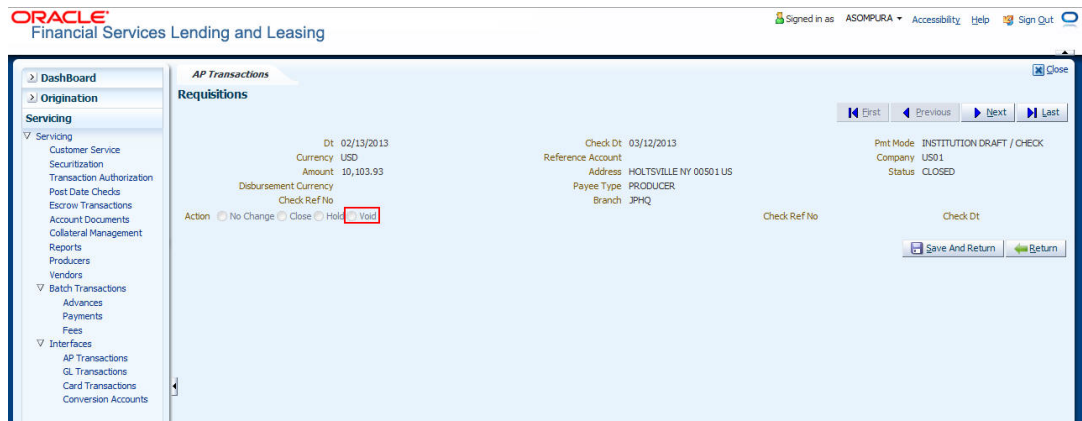 ORACLE
Financial Services Lending and Leasing
Signed in as ASOMPURA Accessibility Help Sign Out
DashBoard
Origination
Servicing
Servicing
Customer Service
Securitization
Transaction Authorization
Post Date Checks
Escrow Transactions
Account Documents
Collateral Management
Reports
Producers
Vendors
Batch Transactions
Advances
Payments
Fees
Interfaces
AP Transactions
GL Transactions
Card Transactions
Conversion Accounts
AP Transactions
Close
Requisitions
First Previous Next Last
Dt 02/13/2013 Check Dt 03/12/2013 Pmt Mode INSTITUTION DRAFT / CHECK
Currency USD Reference Account Company US01
Amount 10,103.93 Address HOLTSVILLE NY 00501 US Status CLOSED
Disbursement Currency Payee Type PRODUCER
Check Ref No Branch JPHQ
Action No Change Close Hold Void Check Ref No Check Dt
Save And Return Return